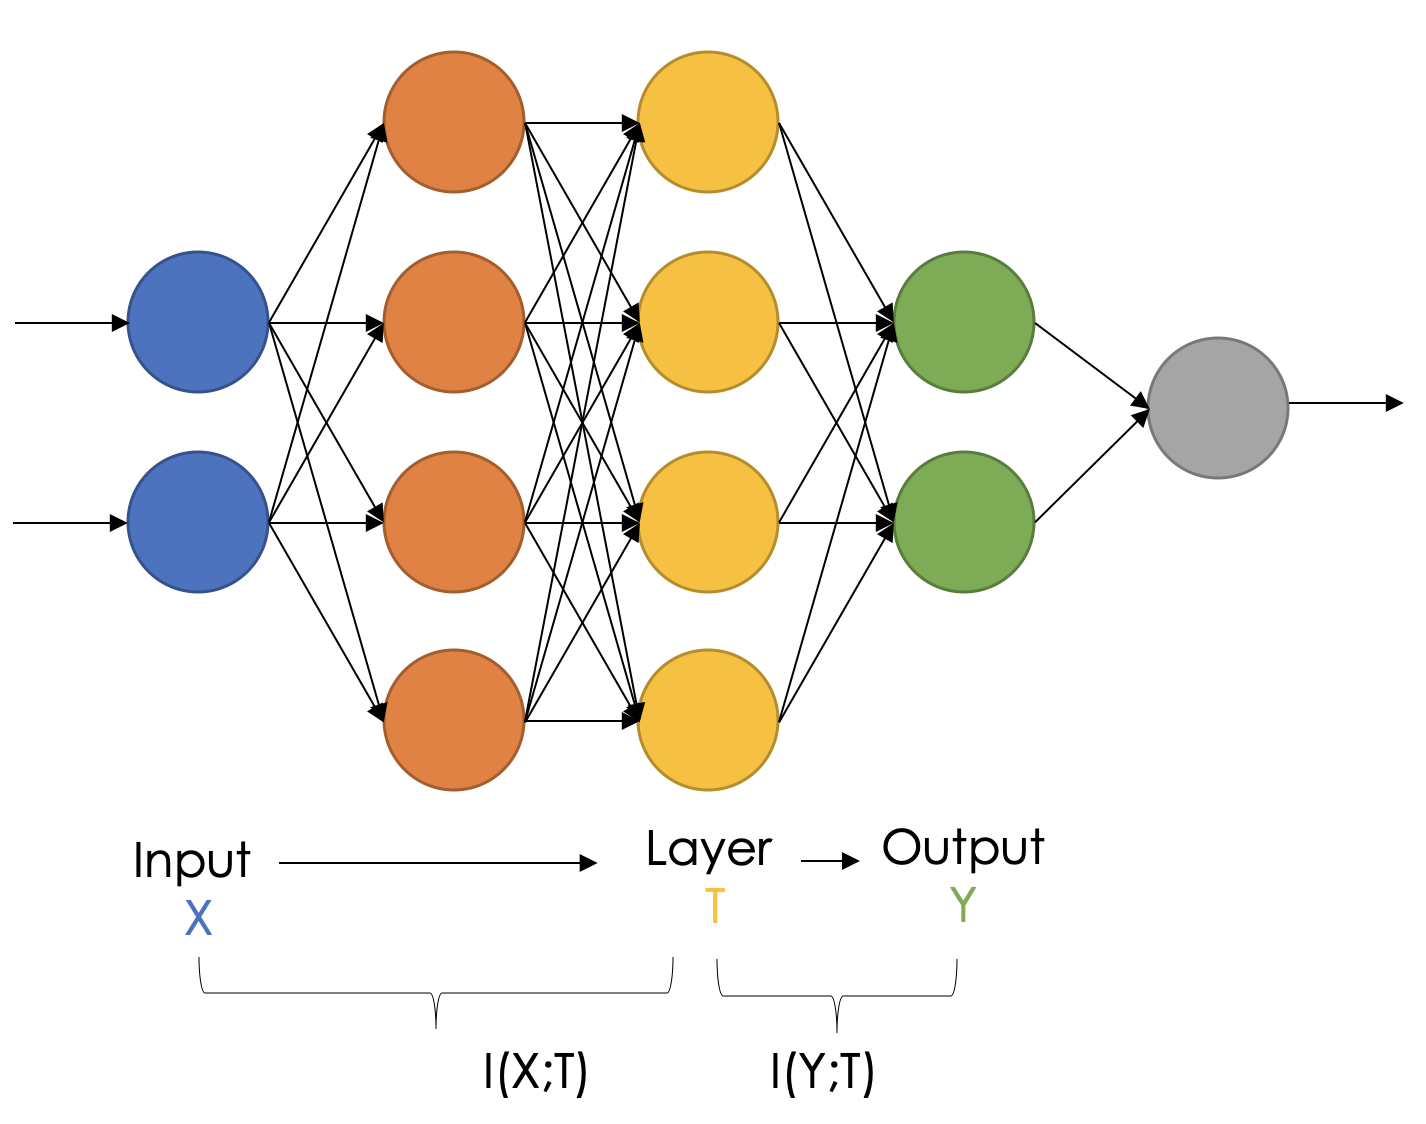 Input
Layer
Output
X
T
Y
I(X;T)
I(Y;T)